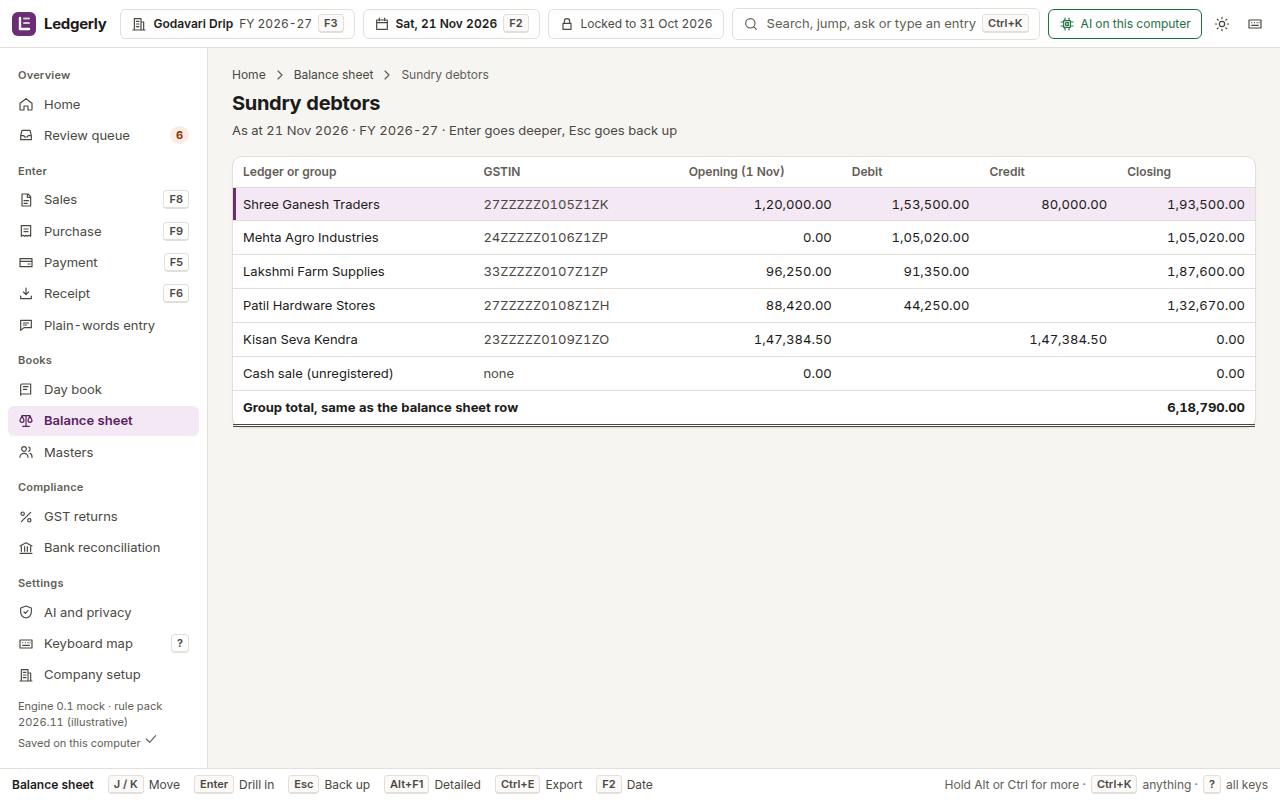 Ledgerly
Godavari Drip FY 2026-27 F3
Sat, 21 Nov 2026 F2
Locked to 31 Oct 2026
Search, jump, ask or type an entry Ctrl+K
AI on this computer
Overview
Home
Review queue 6
Enter
Sales F8
Purchase F9
Payment F5
Receipt F6
Plain-words entry
Books
Day book
Balance sheet
Masters
Compliance
GST returns
Bank reconciliation
Settings
AI and privacy
Keyboard map ?
Company setup
Engine 0.1 mock · rule pack
2026.11 (illustrative)
Saved on this computer
Home Balance sheet Sundry debtors
Sundry debtors
As at 21 Nov 2026 · FY 2026-27 · Enter goes deeper, Esc goes back up
Ledger or group GSTIN Opening (1 Nov) Debit Credit Closing
Shree Ganesh Traders 27ZZZZZ0105Z1ZK 1,20,000.00 1,53,500.00 80,000.00 1,93,500.00
Mehta Agro Industries 24ZZZZZ0106Z1ZP 0.00 1,05,020.00 1,05,020.00
Lakshmi Farm Supplies 33ZZZZZ0107Z1ZP 96,250.00 91,350.00 1,87,600.00
Patil Hardware Stores 27ZZZZZ0108Z1ZH 88,420.00 44,250.00 1,32,670.00
Kisan Seva Kendra 23ZZZZZ0109Z1ZO 1,47,384.50 1,47,384.50 0.00
Cash sale (unregistered) none 0.00 0.00
Group total, same as the balance sheet row 6,18,790.00
Balance sheet J / K Move Enter Drill in Esc Back up Alt+F1 Detailed Ctrl+E Export F2 Date
Hold Alt or Ctrl for more · Ctrl+K anything · ? all keys